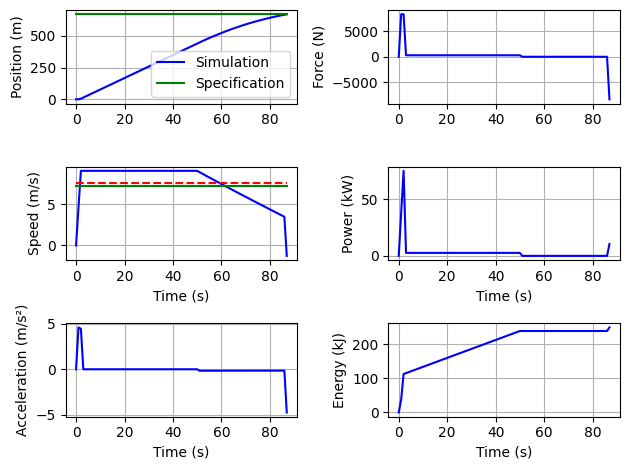 Position (m)
500
250
0
0 20 40 60 80
Simulation
Specification
Force (N)
5000
0
−5000
0 20 40 60 80
Speed (m/s)
5
0
0 20 40 60 80
Time (s)
Power (kW)
50
0
0 20 40 60 80
Time (s)
Acceleration (m/s²)
5
0
−5
0 20 40 60 80
Time (s)
Energy (kJ)
200
100
0
0 20 40 60 80
Time (s)